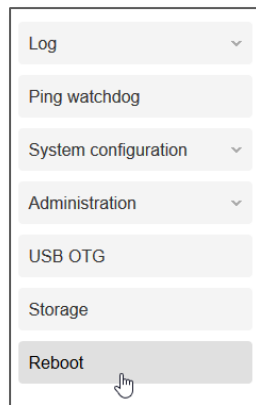 Log
Ping watchdog
System configuration
Administration
USB OTG
Storage
Reboot